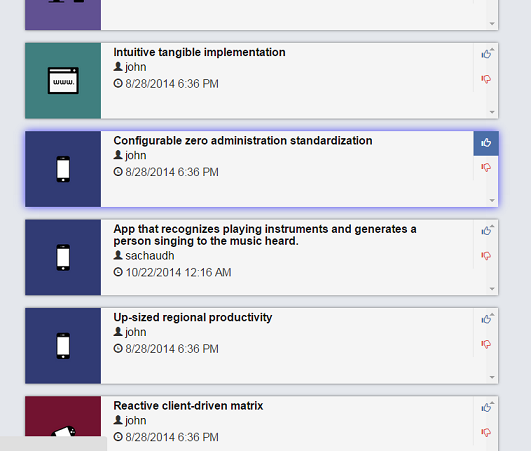 Intuitive tangible implementation
john
8/28/2014 6:36 PM
www.
Configurable zero administration standardization
john
8/28/2014 6:36 PM
App that recognizes playing instruments and generates a
person singing to the music heard.
sachaudh
10/22/2014 12:16 AM
Up-sized regional productivity
john
8/28/2014 6:36 PM
Reactive client-driven matrix
john
8/28/2014 6:36 PM